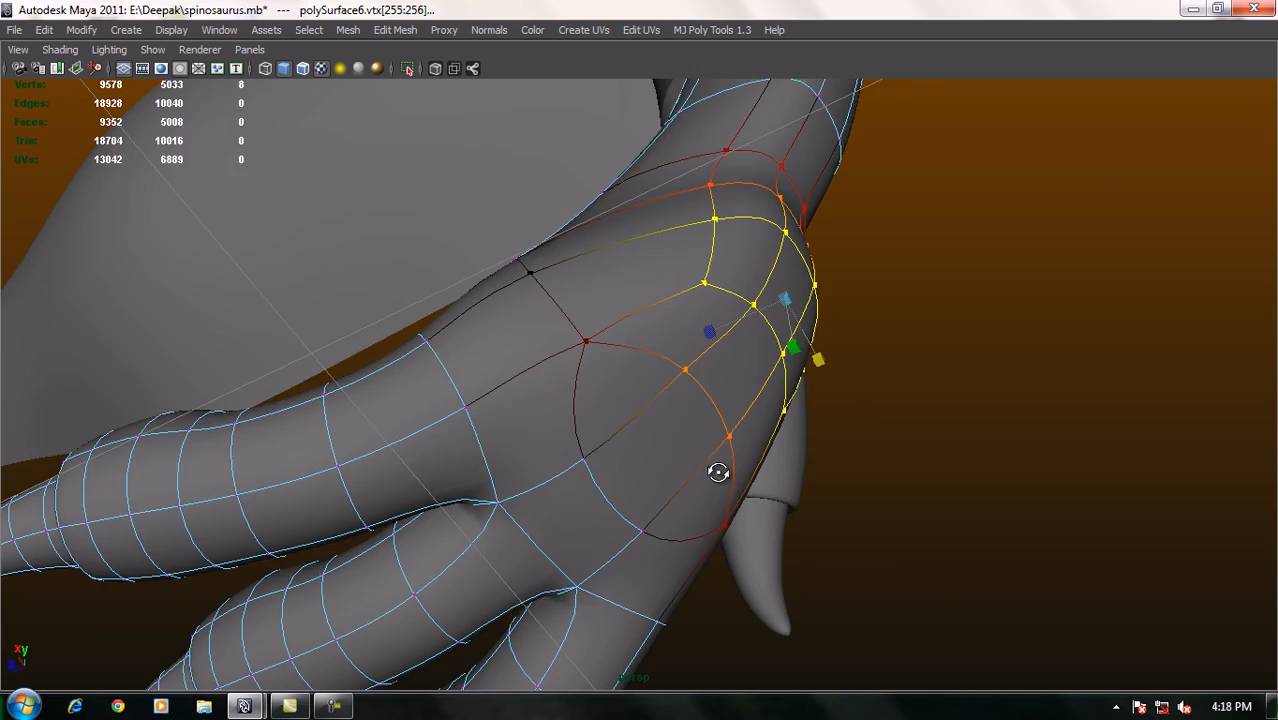 Autodesk Maya 2011: E:\Deepak\spinosaurus.mb* --- polySurface6.vtx[255:256]...
File Edit Modify Create Display Window Assets Select Mesh Edit Mesh Proxy Normals Color Create UVs Edit UVs MJ Poly Tools 1.3 Help
View Shading Lighting Show Renderer Panels
Verts: 9578 5033 8
Edges: 18928 10040 0
Faces: 9352 5008 0
Tris: 18704 10016 0
UVs: 13042 6889 0
persp
4:18 PM